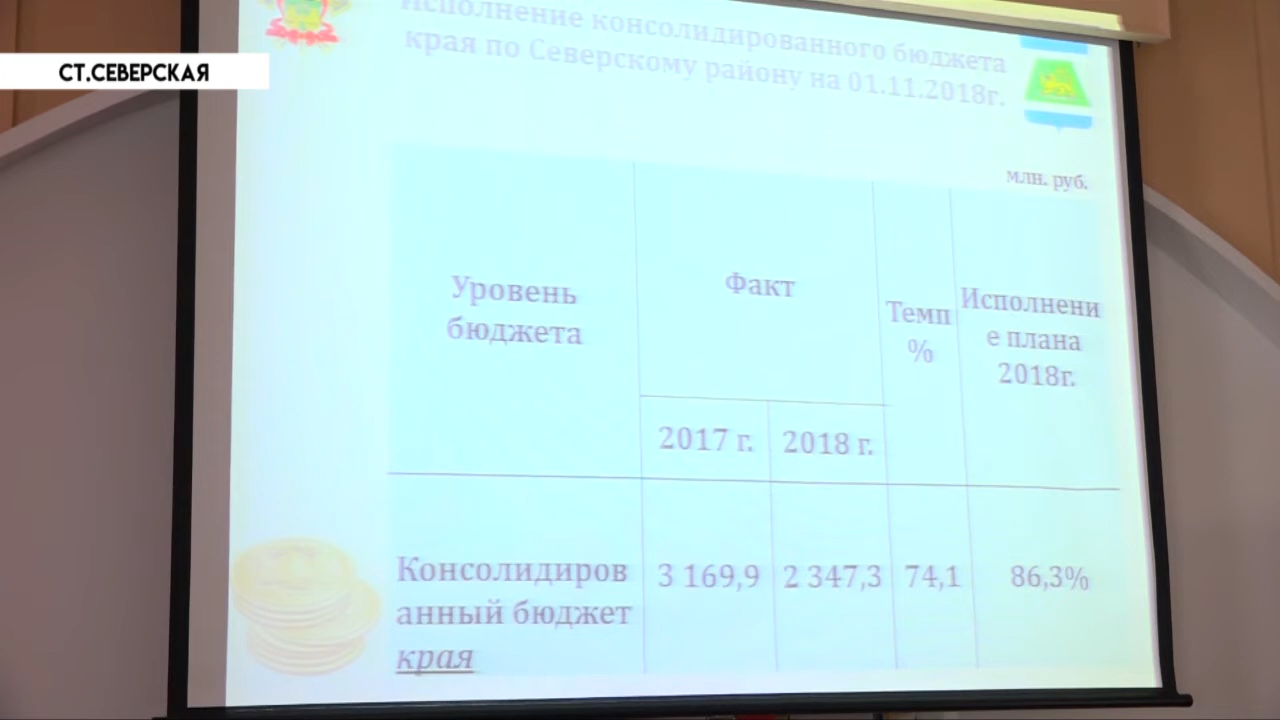 СТ.СЕВЕРСКАЯ
Исполнение консолидированного бюджета
края по Северскому району на 01.11.2018г.
млн. руб.
Уровень
бюджета
Факт
Темп
%
Исполнени
е плана
2018г.
2017 г.
2018 г.
Консолидиров
анный бюджет
края
3 169,9
2 347,3
74,1
86,3%